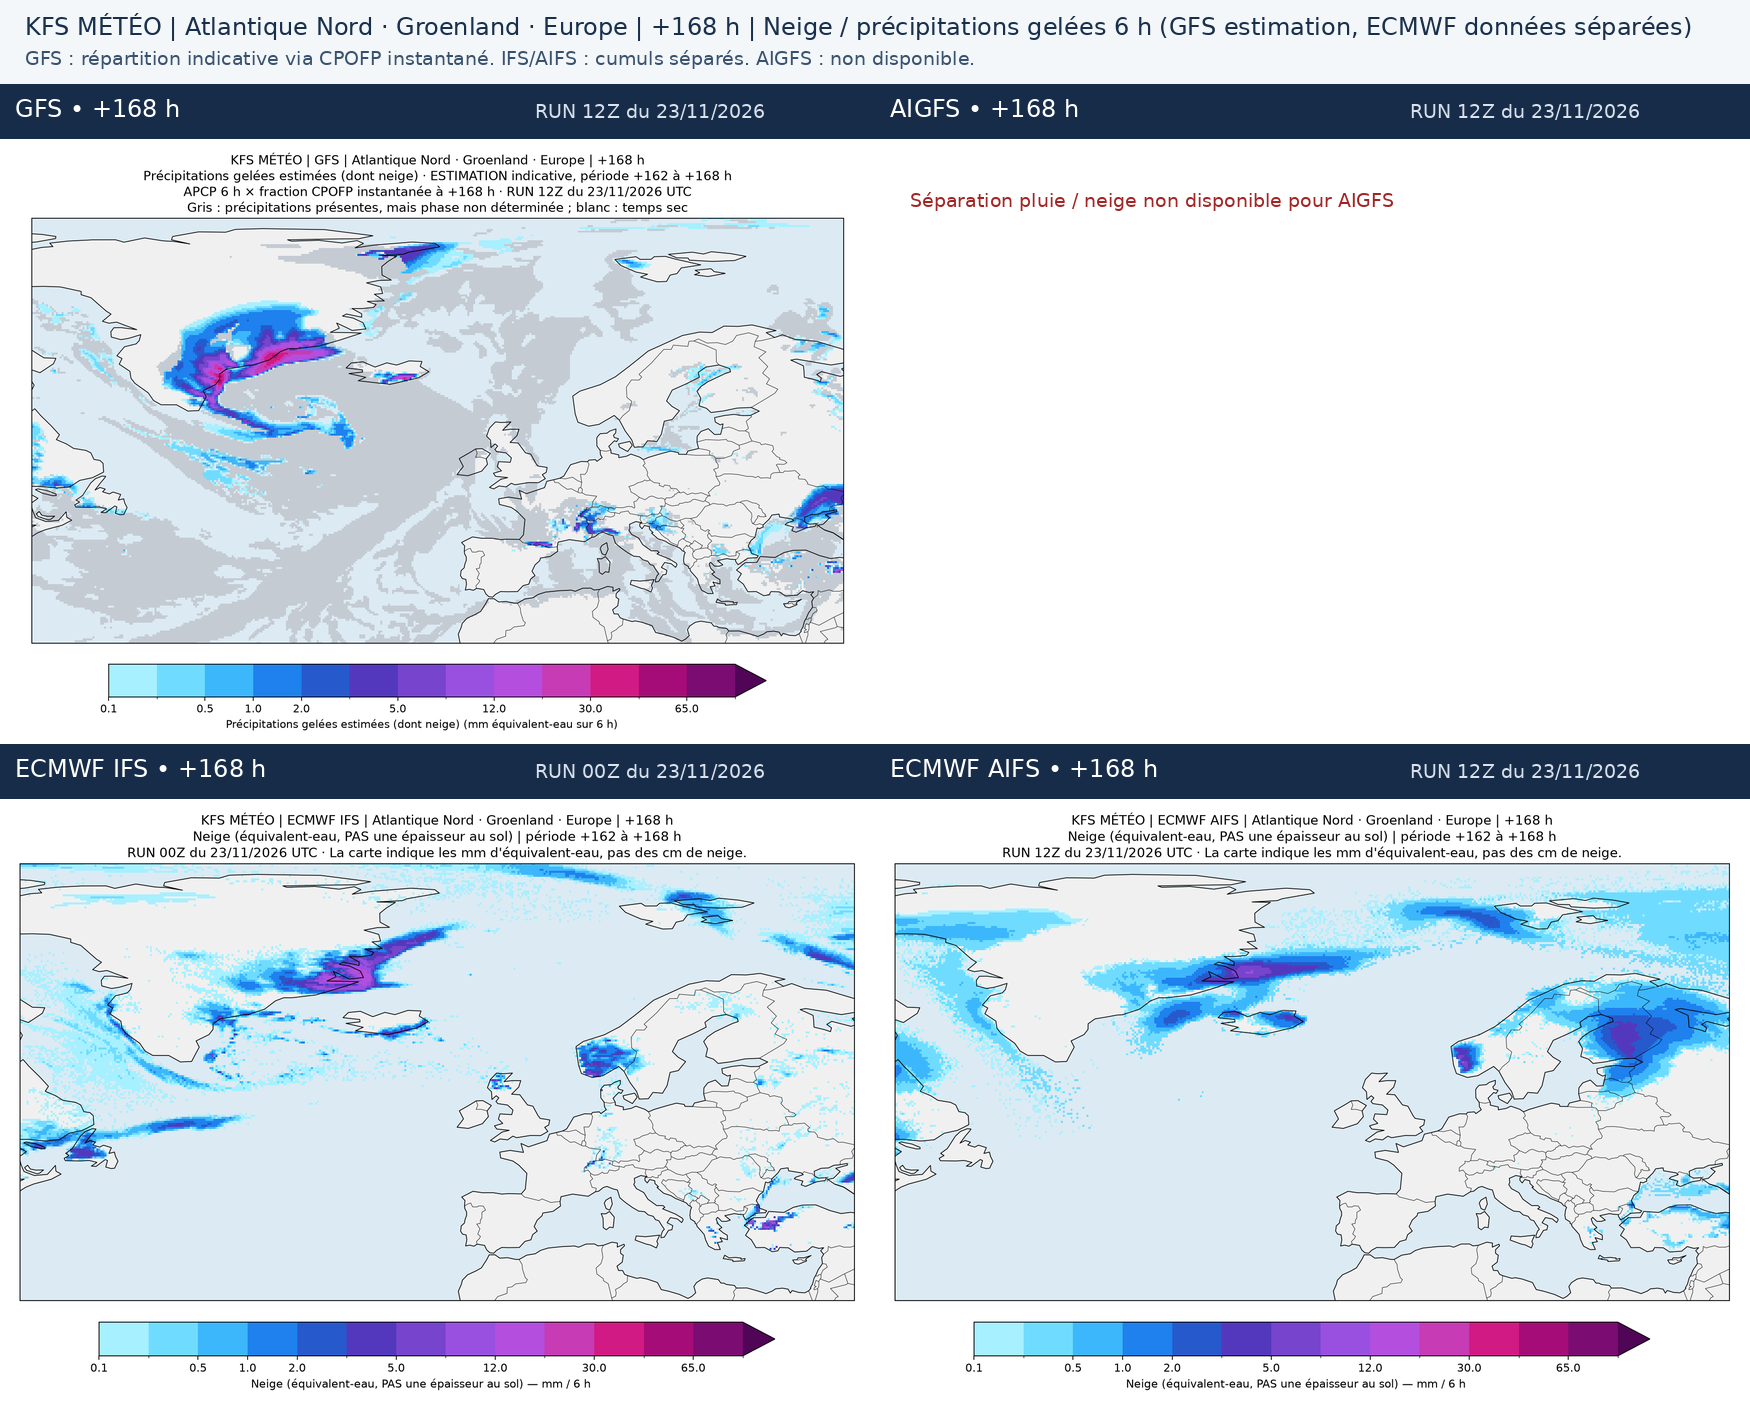 KFS MÉTÉO | Atlantique Nord · Groenland · Europe | +168 h | Neige / précipitations gelées 6 h (GFS estimation, ECMWF données séparées)
GFS : répartition indicative via CPOFP instantané. IFS/AIFS : cumuls séparés. AIGFS : non disponible.
GFS • +168 h
RUN 12Z du 23/11/2026
AIGFS • +168 h
RUN 12Z du 23/11/2026
KFS MÉTÉO | GFS | Atlantique Nord · Groenland · Europe | +168 h
Précipitations gelées estimées (dont neige) · ESTIMATION indicative, période +162 à +168 h
APCP 6 h × fraction CPOFP instantanée à +168 h · RUN 12Z du 23/11/2026 UTC
Gris : précipitations présentes, mais phase non déterminée ; blanc : temps sec
Séparation pluie / neige non disponible pour AIGFS
0.1 0.5 1.0 2.0 5.0 12.0 30.0 65.0
Précipitations gelées estimées (dont neige) (mm équivalent-eau sur 6 h)
ECMWF IFS • +168 h
RUN 00Z du 23/11/2026
ECMWF AIFS • +168 h
RUN 12Z du 23/11/2026
KFS MÉTÉO | ECMWF IFS | Atlantique Nord · Groenland · Europe | +168 h
Neige (équivalent-eau, PAS une épaisseur au sol) | période +162 à +168 h
RUN 00Z du 23/11/2026 UTC · La carte indique les mm d'équivalent-eau, pas des cm de neige.
0.1 0.5 1.0 2.0 5.0 12.0 30.0 65.0
Neige (équivalent-eau, PAS une épaisseur au sol) — mm / 6 h
KFS MÉTÉO | ECMWF AIFS | Atlantique Nord · Groenland · Europe | +168 h
Neige (équivalent-eau, PAS une épaisseur au sol) | période +162 à +168 h
RUN 12Z du 23/11/2026 UTC · La carte indique les mm d'équivalent-eau, pas des cm de neige.
0.1 0.5 1.0 2.0 5.0 12.0 30.0 65.0
Neige (équivalent-eau, PAS une épaisseur au sol) — mm / 6 h